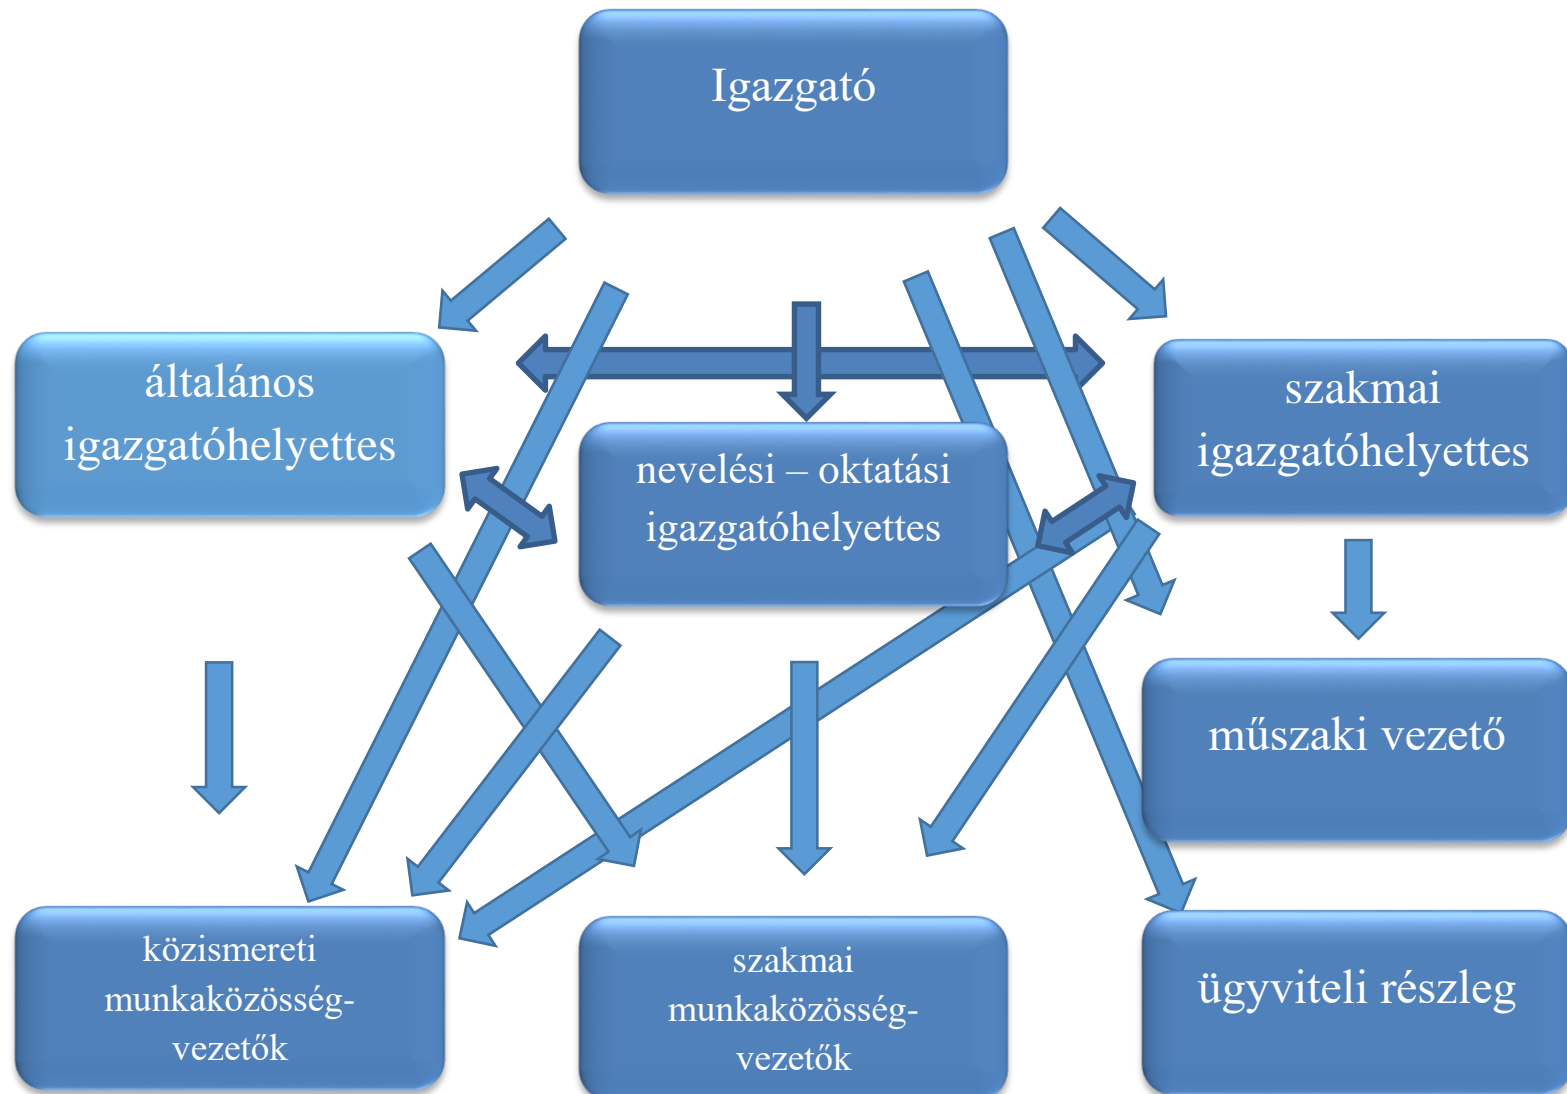 Igazgató
általános
igazgatóhelyettes
nevelési – oktatási
igazgatóhelyettes
szakmai
igazgatóhelyettes
műszaki vezető
közismereti
munkaközösség-
vezetők
szakmai
munkaközösség-
vezetők
ügyviteli részleg